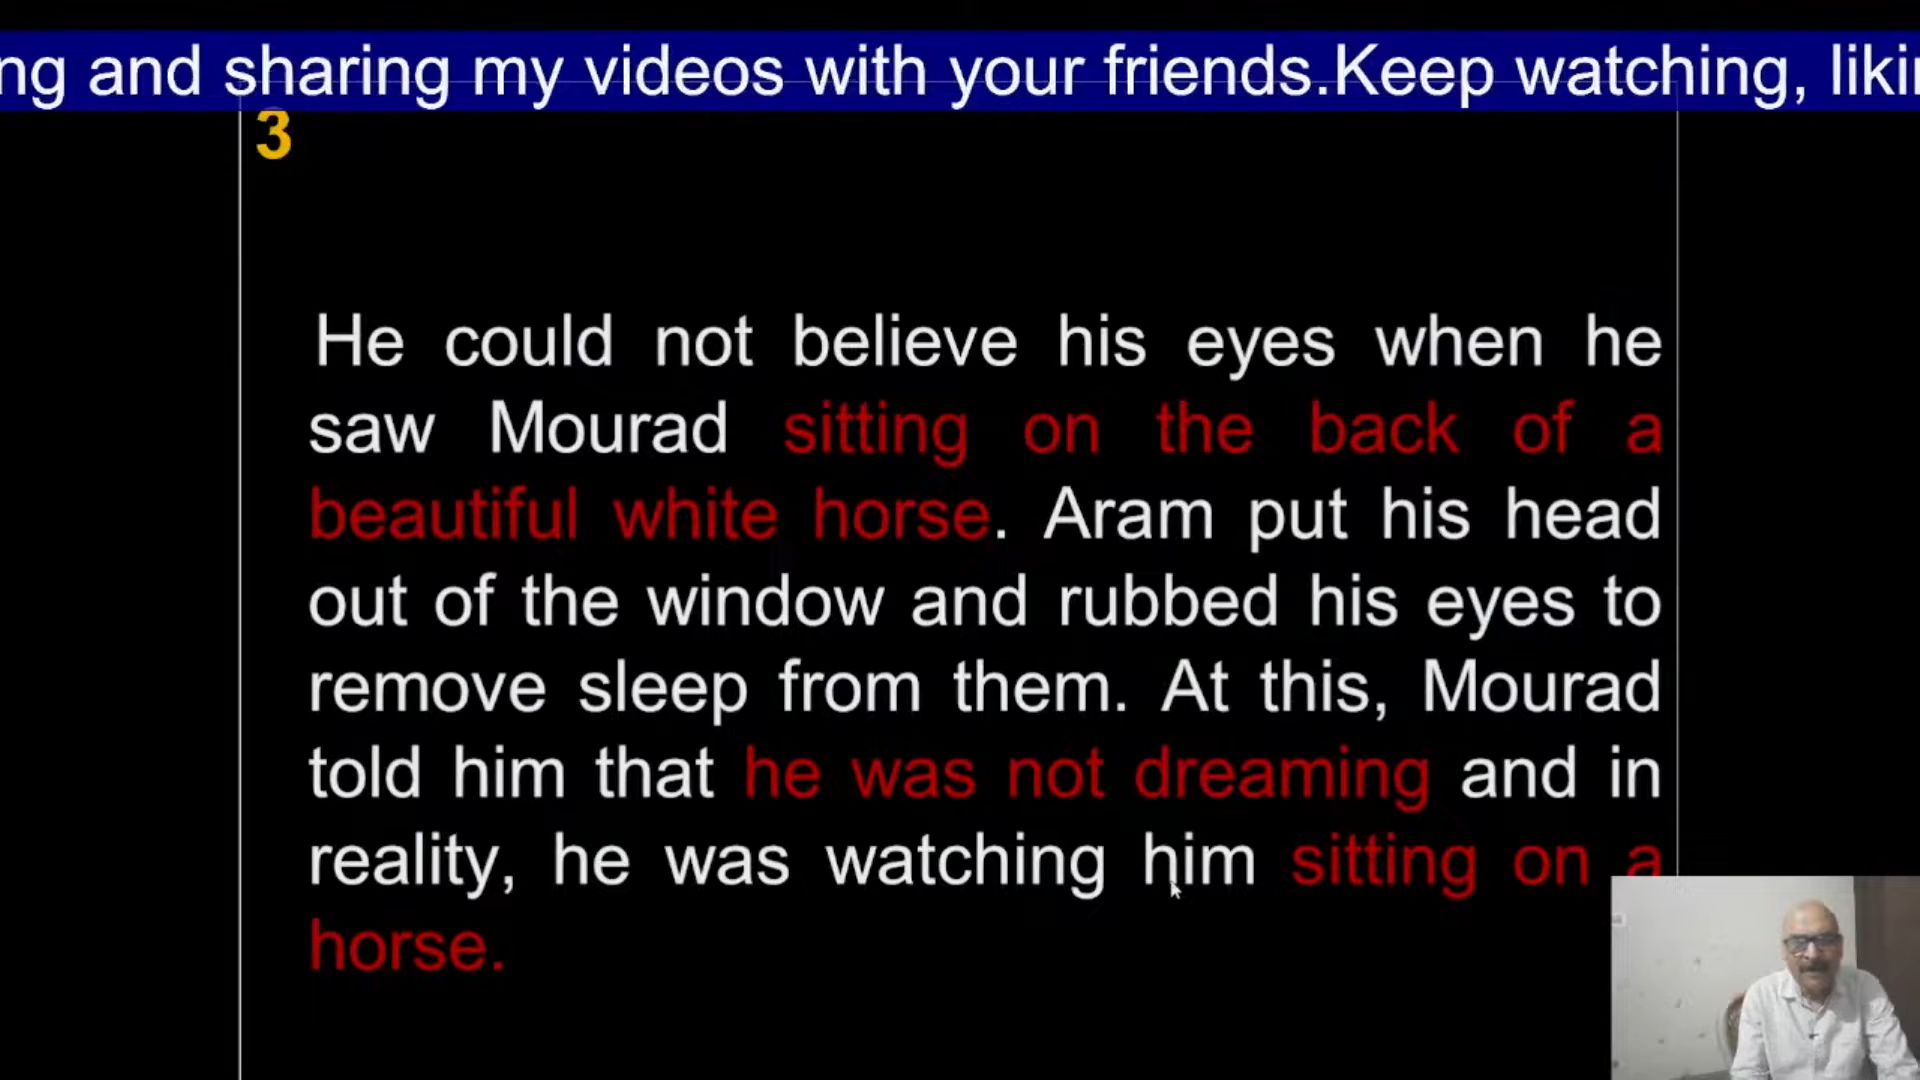 ng and sharing my videos with your friends.Keep watching, likin
3
He could not believe his eyes when he
saw Mourad sitting on the back of a
beautiful white horse. Aram put his head
out of the window and rubbed his eyes to
remove sleep from them. At this, Mourad
told him that he was not dreaming and in
reality, he was watching him sitting on a
horse.